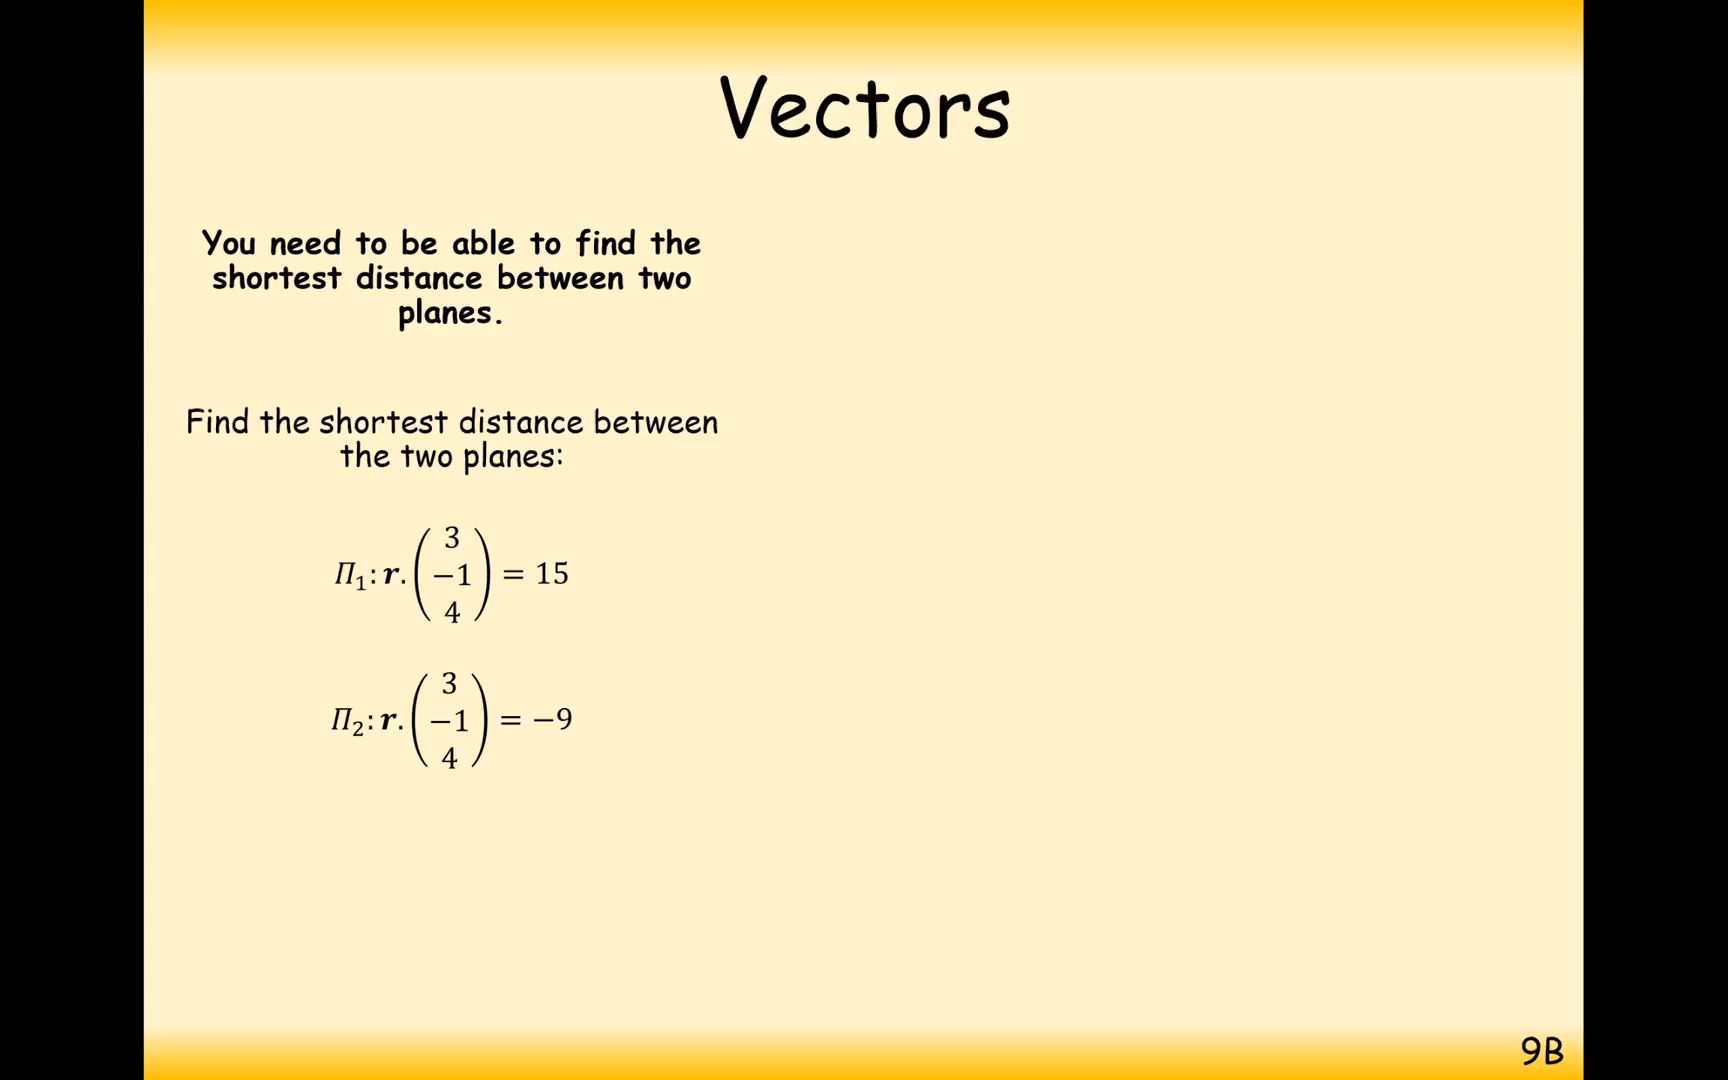 Vectors
You need to be able to find the
shortest distance between two
planes.
Find the shortest distance between
the two planes:
3
Π₁: r. (−1) = 15
4
3
Π₂: r. (−1) = −9
4
9B